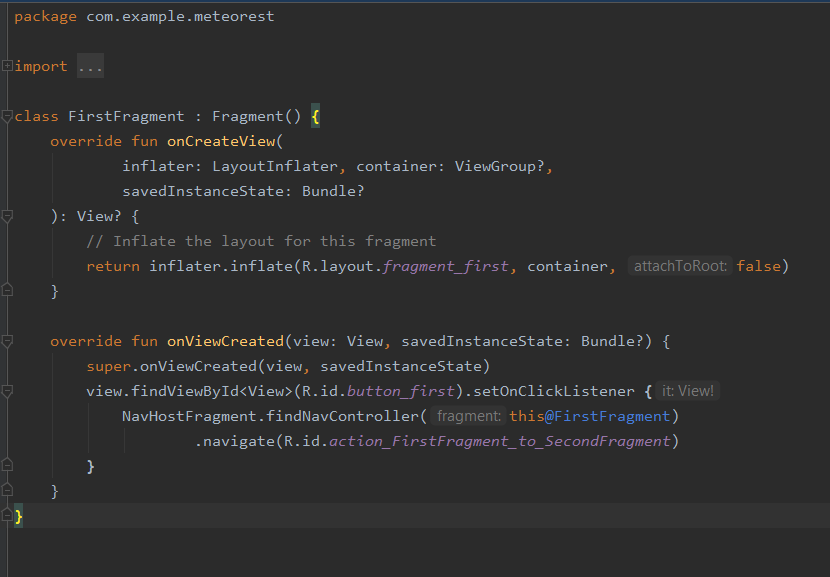 package com.example.meteorest
import ...
class FirstFragment : Fragment() {
override fun onCreateView(
inflater: LayoutInflater, container: ViewGroup?,
savedInstanceState: Bundle?
): View? {
// Inflate the layout for this fragment
return inflater.inflate(R.layout.fragment_first, container, attachToRoot: false)
}
override fun onViewCreated(view: View, savedInstanceState: Bundle?) {
super.onViewCreated(view, savedInstanceState)
view.findViewById<View>(R.id.button_first).setOnClickListener { it: View!
NavHostFragment.findNavController( fragment: this@FirstFragment)
.navigate(R.id.action_FirstFragment_to_SecondFragment)
}
}
}